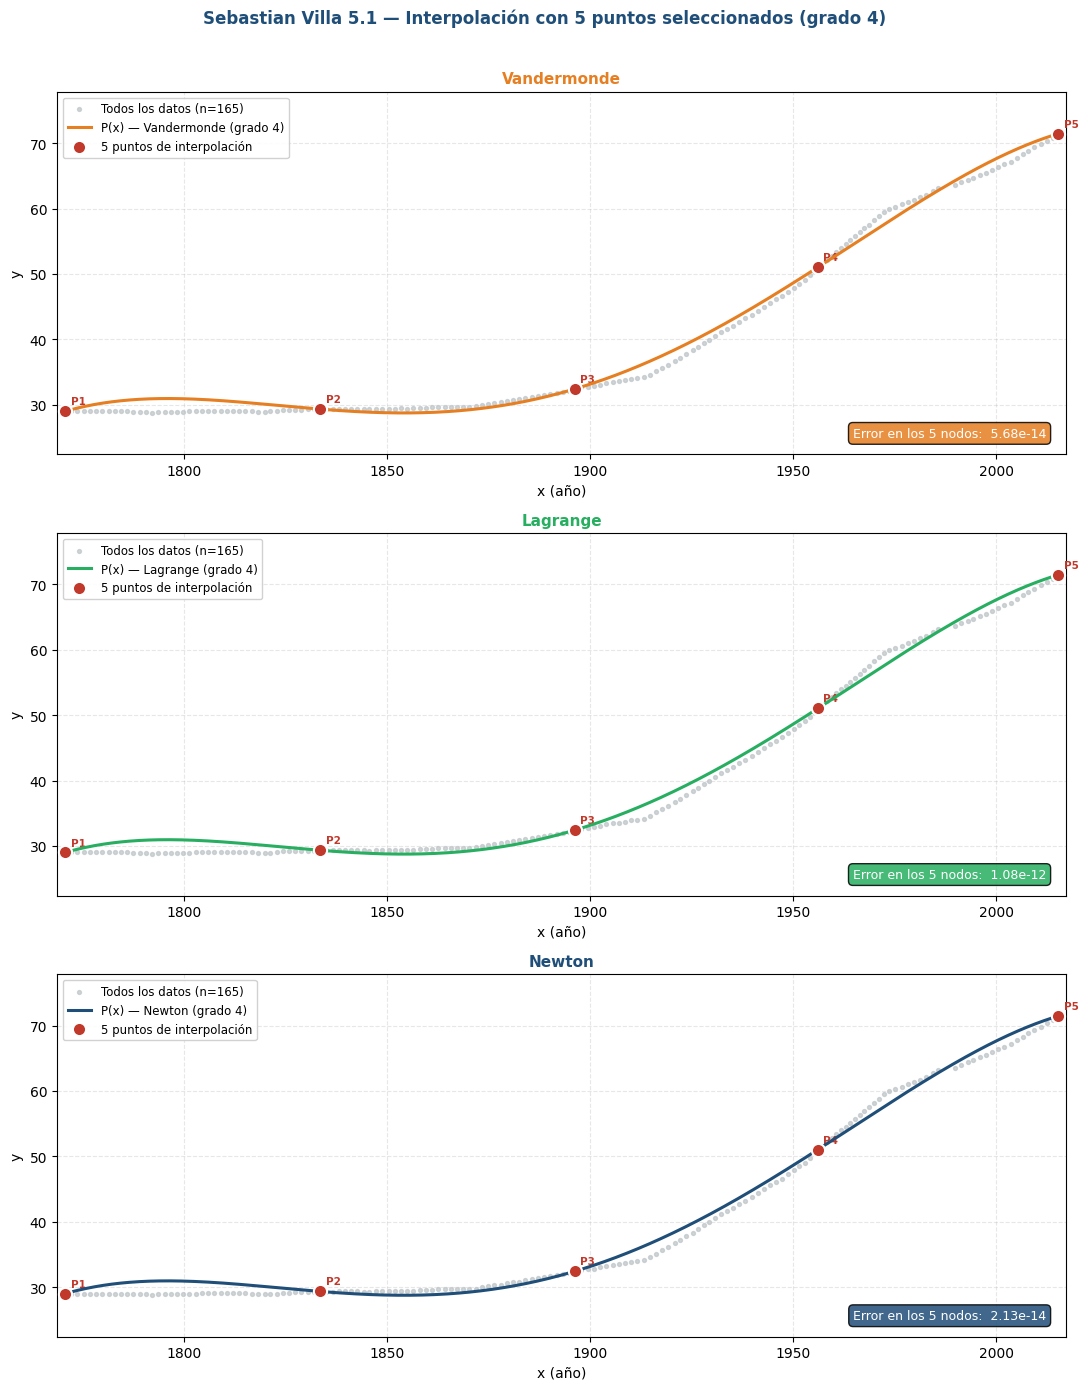 Sebastian Villa 5.1 — Interpolación con 5 puntos seleccionados (grado 4)
Vandermonde
Todos los datos (n=165)
P(x) — Vandermonde (grado 4)
5 puntos de interpolación
70
60
50
40
30
y
P1
P2
P3
P4
P5
Error en los 5 nodos:  5.68e-14
1800
1850
1900
1950
2000
x (año)
Lagrange
Todos los datos (n=165)
P(x) — Lagrange (grado 4)
5 puntos de interpolación
70
60
50
40
30
y
P1
P2
P3
P4
P5
Error en los 5 nodos:  1.08e-12
1800
1850
1900
1950
2000
x (año)
Newton
Todos los datos (n=165)
P(x) — Newton (grado 4)
5 puntos de interpolación
70
60
50
40
30
y
P1
P2
P3
P4
P5
Error en los 5 nodos:  2.13e-14
1800
1850
1900
1950
2000
x (año)